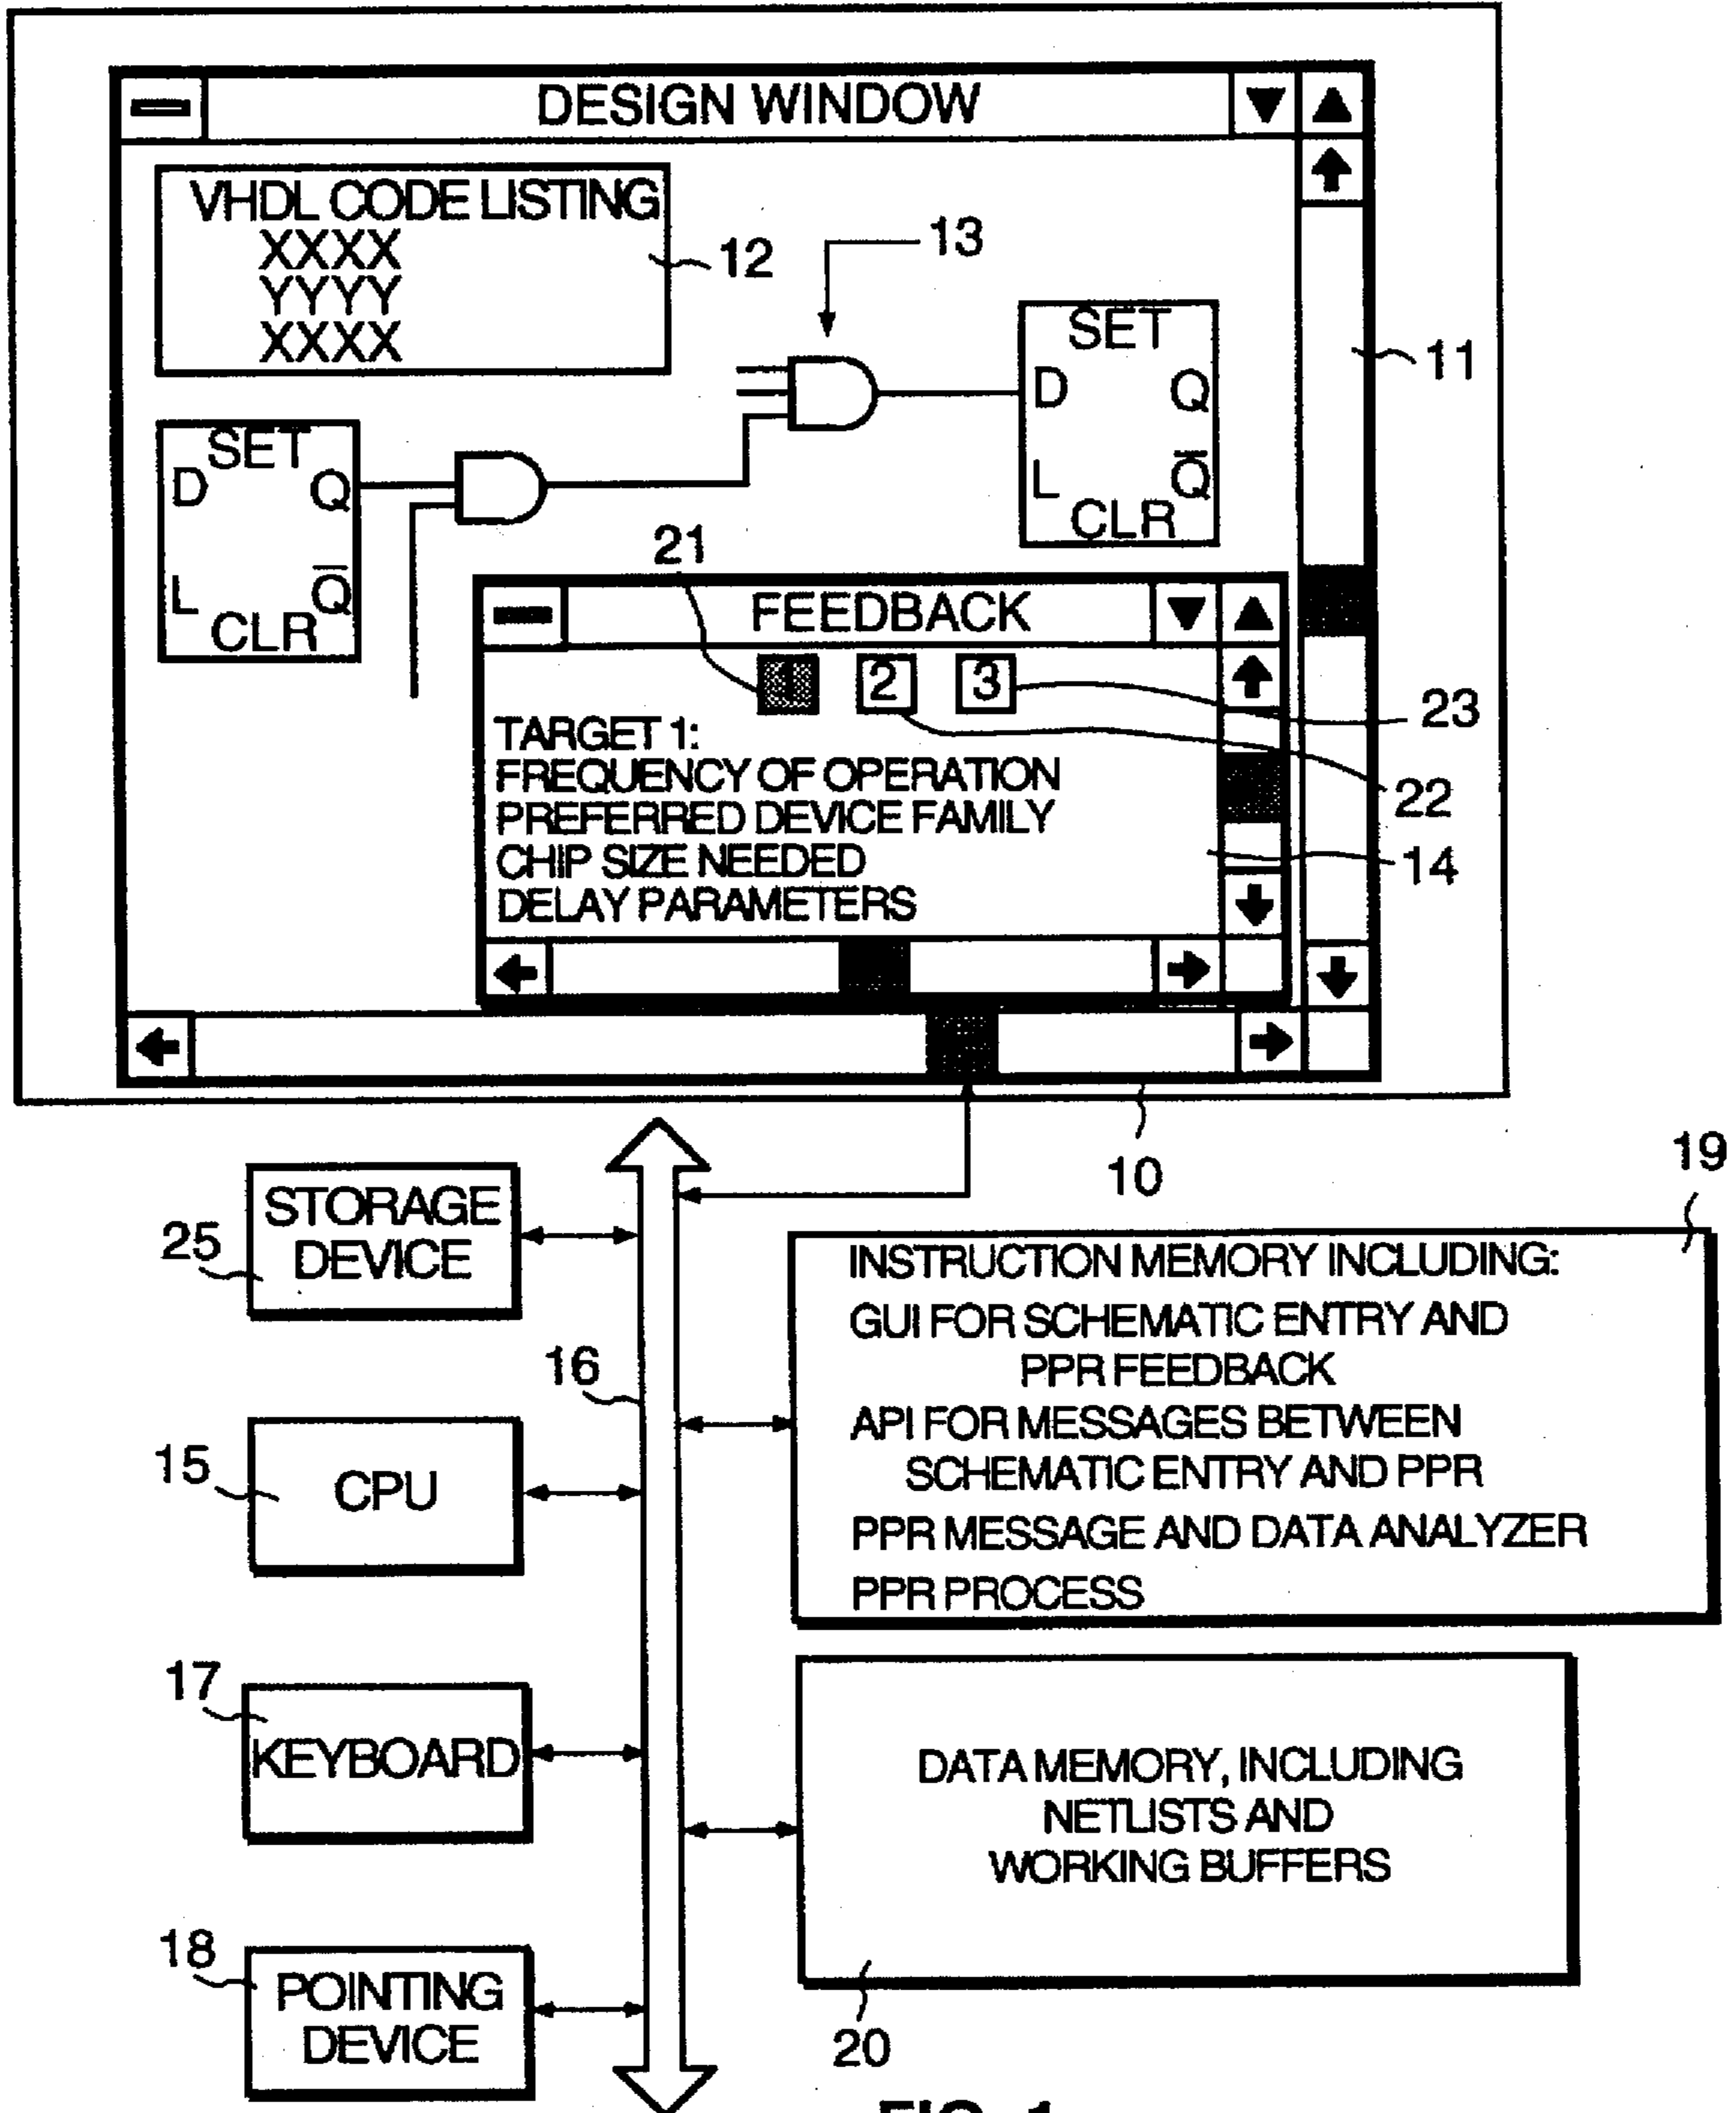 DESIGN WINDOW
VHDL CODE LISTING
XXXX
YYYY
XXXX
12
13
11
SET
D Q
L Q̅
CLR
SET
D Q
L Q̅
CLR
21
FEEDBACK
1 2 3
23
22
14
TARGET 1:
FREQUENCY OF OPERATION
PREFERRED DEVICE FAMILY
CHIP SIZE NEEDED
DELAY PARAMETERS
10
19
STORAGE
DEVICE
25
16
INSTRUCTION MEMORY INCLUDING:
GUI FOR SCHEMATIC ENTRY AND
PPR FEEDBACK
API FOR MESSAGES BETWEEN
SCHEMATIC ENTRY AND PPR
PPR MESSAGE AND DATA ANALYZER
PPR PROCESS
15
CPU
17
KEYBOARD
DATA MEMORY, INCLUDING
NETLISTS AND
WORKING BUFFERS
20
18
POINTING
DEVICE
FIG. 1